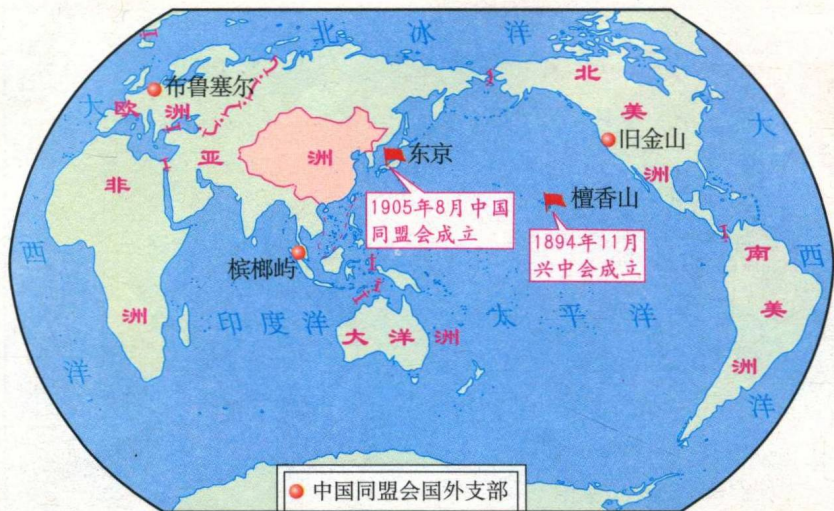 北冰洋
布鲁塞尔
欧洲
亚洲
北美洲
旧金山
东京
1905年8月中国
同盟会成立
檀香山
1894年11月
兴中会成立
非洲
槟榔屿
大西洋
印度洋
大洋洲
太平洋
南美洲
大西洋
中国同盟会国外支部